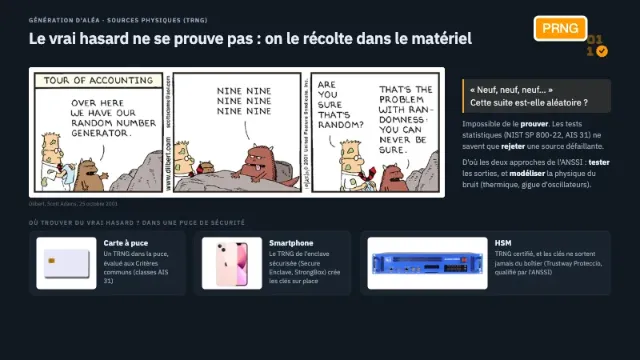 GÉNÉRATION D'ALÉA · SOURCES PHYSIQUES (TRNG)
Le vrai hasard ne se prouve pas : on le récolte dans le matériel
PRNG
TOUR OF ACCOUNTING
OVER HERE
WE HAVE OUR
RANDOM NUMBER
GENERATOR.
www.dilbert.com
NINE NINE
NINE NINE
NINE NINE
ARE
YOU
SURE
THAT'S
RANDOM?
THAT'S THE
PROBLEM
WITH RAN-
DOMNESS-
YOU CAN
NEVER BE
SURE.
« Neuf, neuf, neuf... »
Cette suite est-elle aléatoire ?
Impossible de le prouver. Les tests
statistiques (NIST SP 800-22, AIS 31) ne
savent que rejeter une source défaillante.
D'où les deux approches de l'ANSSI : tester
les sorties, et modéliser la physique du
bruit (thermique, gigue d'oscillateurs).
Dilbert, Scott Adams, 25 octobre 2001
OÙ TROUVER DU VRAI HASARD ? DANS UNE PUCE DE SÉCURITÉ
Carte à puce
Un TRNG dans la puce,
évalué aux Critères
communs (classes AIS
31)
Smartphone
Le TRNG de l'enclave
sécurisée (Secure
Enclave, StrongBox) crée
les clés sur place
HSM
TRNG certifié, et les clés ne sortent
jamais du boîtier (Trustway Proteccio,
qualifié par l'ANSSI)